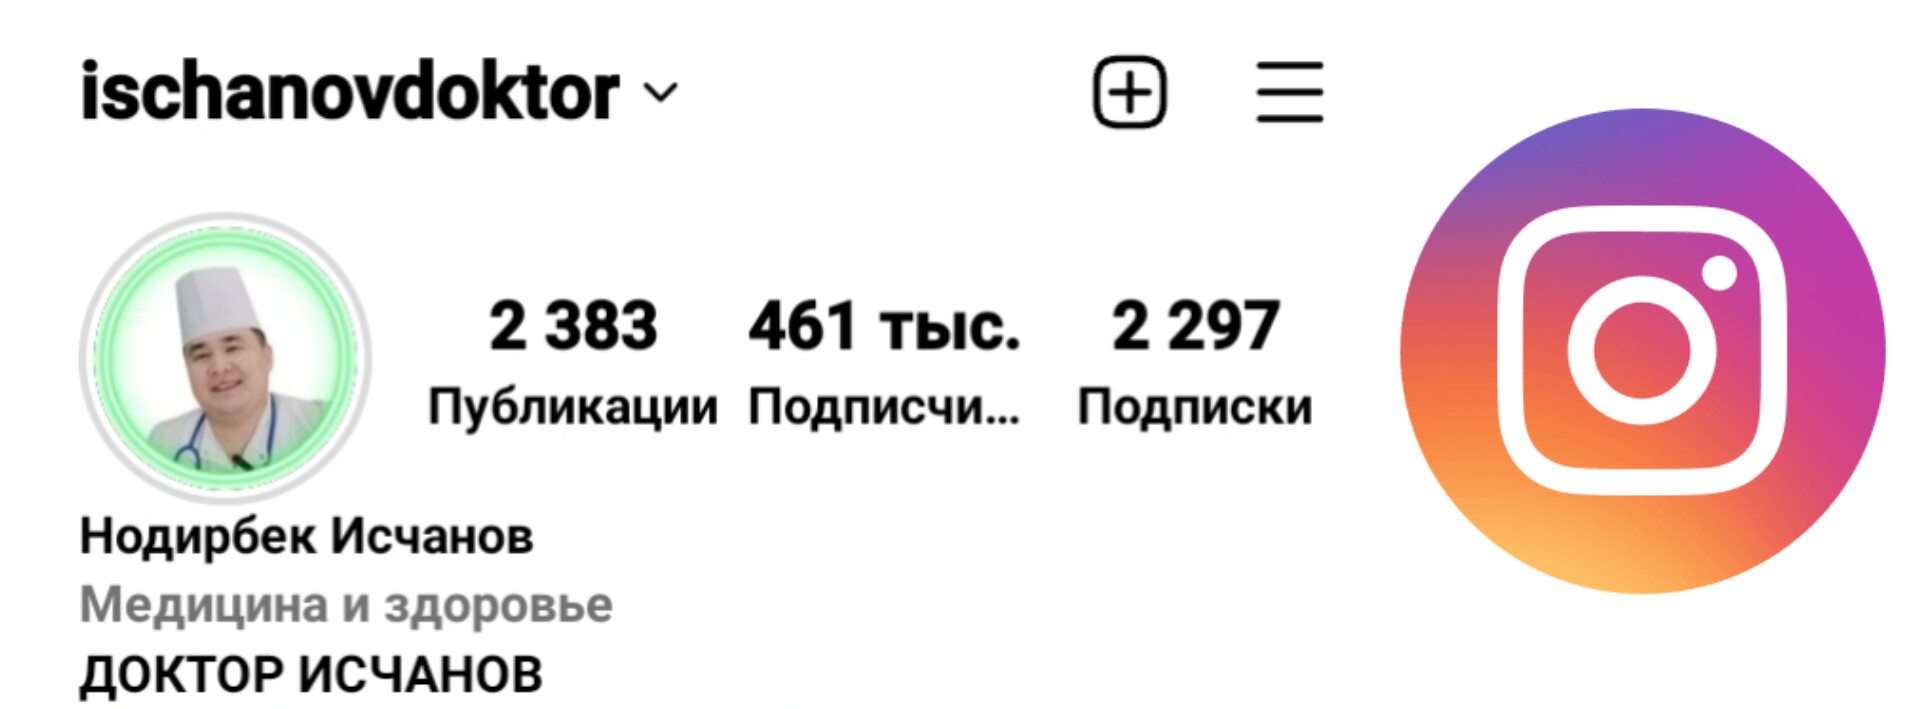 ischanovdoktor
2 383 461 тыс. 2 297
Публикации Подписчи... Подписки
Нодирбек Исчанов
Медицина и здоровье
ДОКТОР ИСЧАНОВ